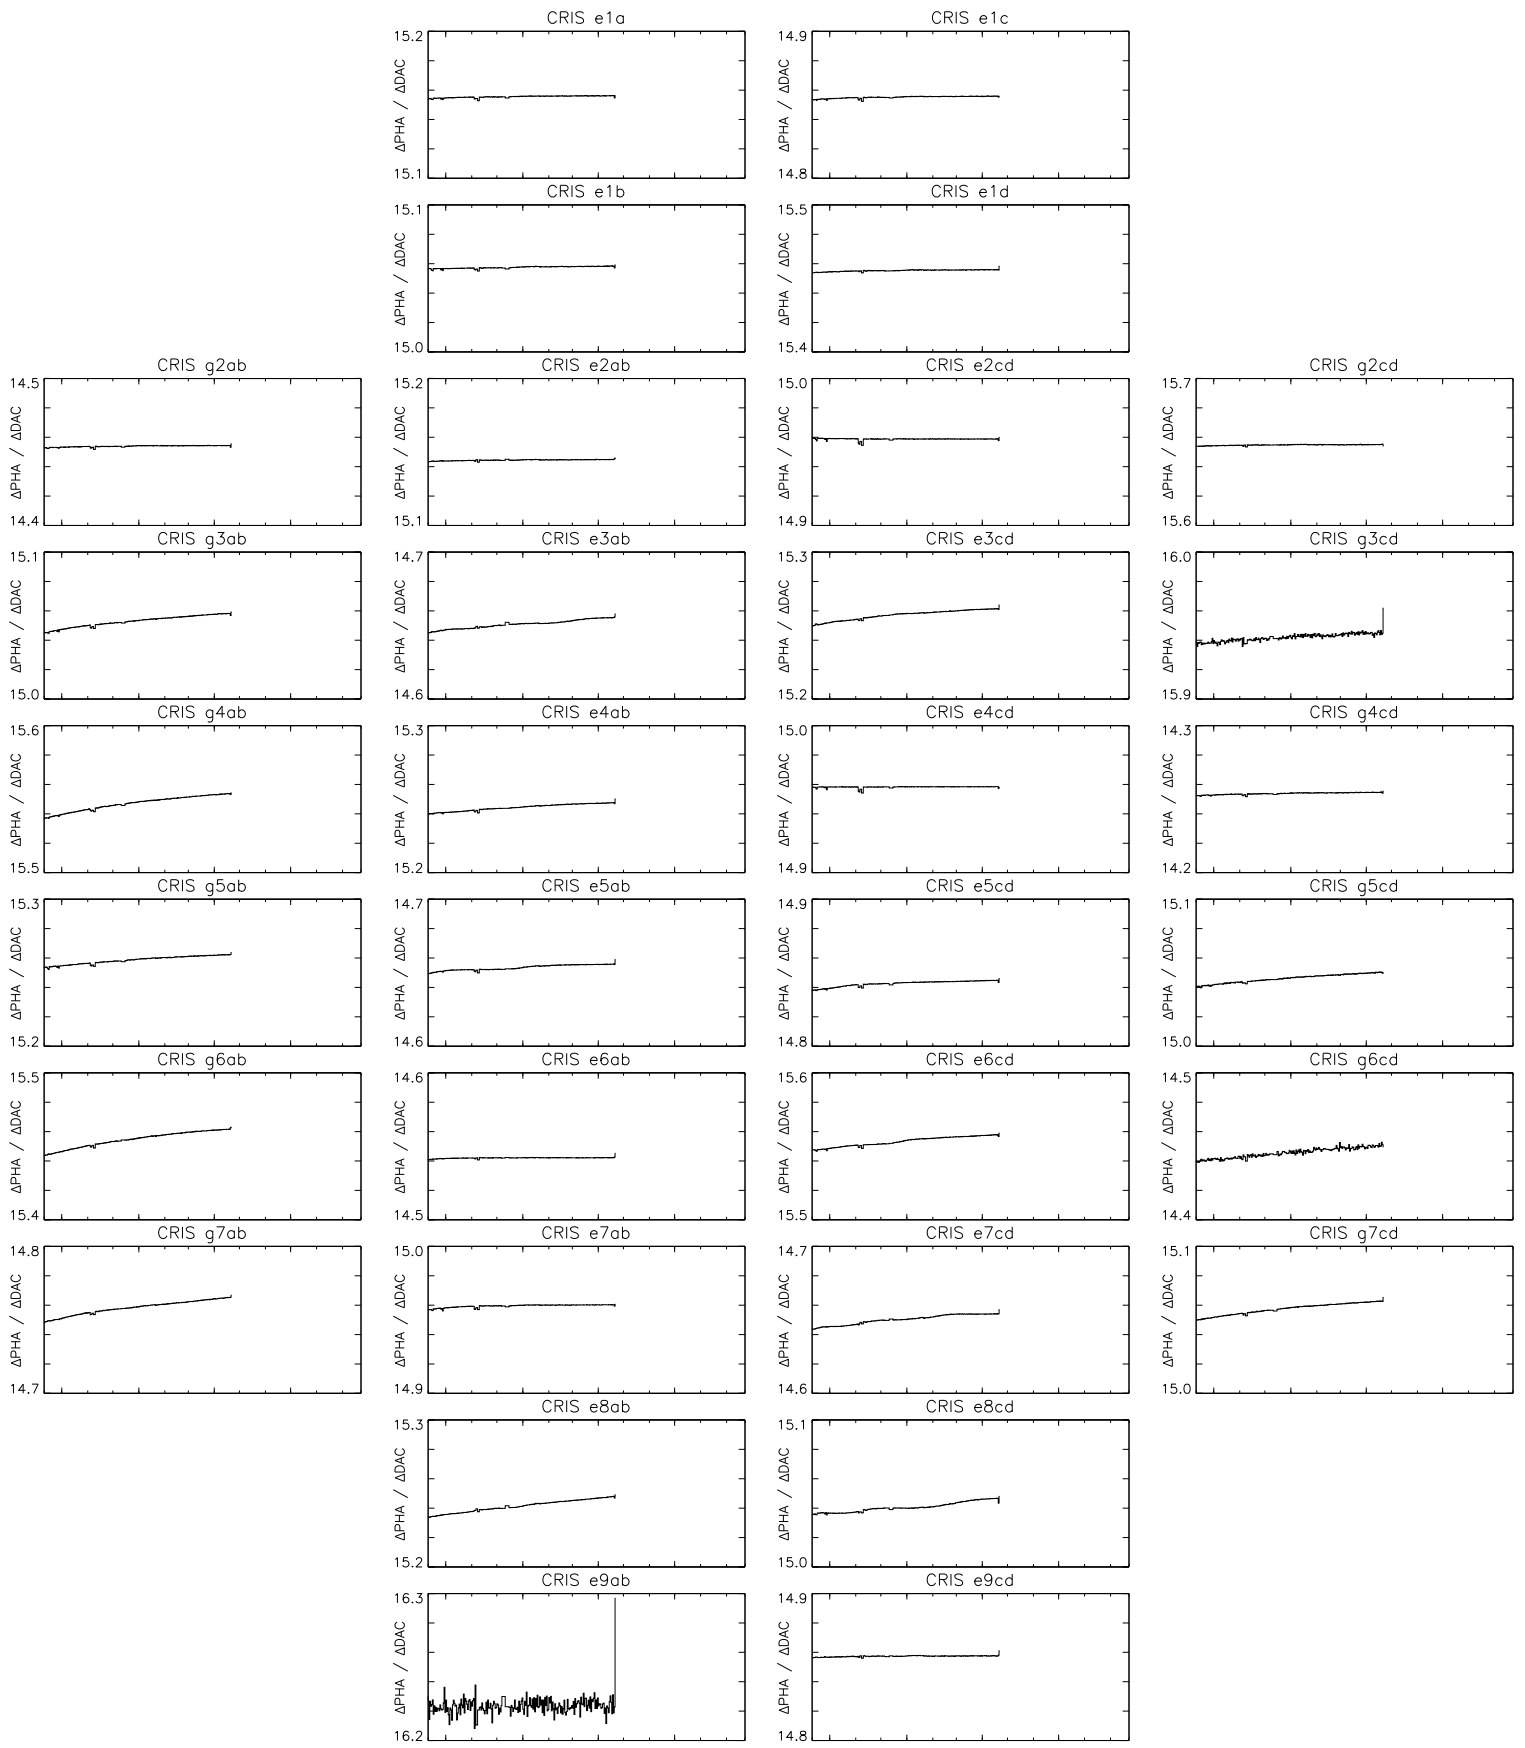 CRIS e1a
15.2
ΔPHA / ΔDAC
15.1
CRIS e1c
14.9
ΔPHA / ΔDAC
14.8
CRIS e1b
15.1
ΔPHA / ΔDAC
15.0
CRIS e1d
15.5
ΔPHA / ΔDAC
15.4
CRIS g2ab
14.5
ΔPHA / ΔDAC
14.4
CRIS e2ab
15.2
ΔPHA / ΔDAC
15.1
CRIS e2cd
15.0
ΔPHA / ΔDAC
14.9
CRIS g2cd
15.7
ΔPHA / ΔDAC
15.6
CRIS g3ab
15.1
ΔPHA / ΔDAC
15.0
CRIS e3ab
14.7
ΔPHA / ΔDAC
14.6
CRIS e3cd
15.3
ΔPHA / ΔDAC
15.2
CRIS g3cd
16.0
ΔPHA / ΔDAC
15.9
CRIS g4ab
15.6
ΔPHA / ΔDAC
15.5
CRIS e4ab
15.3
ΔPHA / ΔDAC
15.2
CRIS e4cd
15.0
ΔPHA / ΔDAC
14.9
CRIS g4cd
14.3
ΔPHA / ΔDAC
14.2
CRIS g5ab
15.3
ΔPHA / ΔDAC
15.2
CRIS e5ab
14.7
ΔPHA / ΔDAC
14.6
CRIS e5cd
14.9
ΔPHA / ΔDAC
14.8
CRIS g5cd
15.1
ΔPHA / ΔDAC
15.0
CRIS g6ab
15.5
ΔPHA / ΔDAC
15.4
CRIS e6ab
14.6
ΔPHA / ΔDAC
14.5
CRIS e6cd
15.6
ΔPHA / ΔDAC
15.5
CRIS g6cd
14.5
ΔPHA / ΔDAC
14.4
CRIS g7ab
14.8
ΔPHA / ΔDAC
14.7
CRIS e7ab
15.0
ΔPHA / ΔDAC
14.9
CRIS e7cd
14.7
ΔPHA / ΔDAC
14.6
CRIS g7cd
15.1
ΔPHA / ΔDAC
15.0
CRIS e8ab
15.3
ΔPHA / ΔDAC
15.2
CRIS e8cd
15.1
ΔPHA / ΔDAC
15.0
CRIS e9ab
16.3
ΔPHA / ΔDAC
16.2
CRIS e9cd
14.9
ΔPHA / ΔDAC
14.8